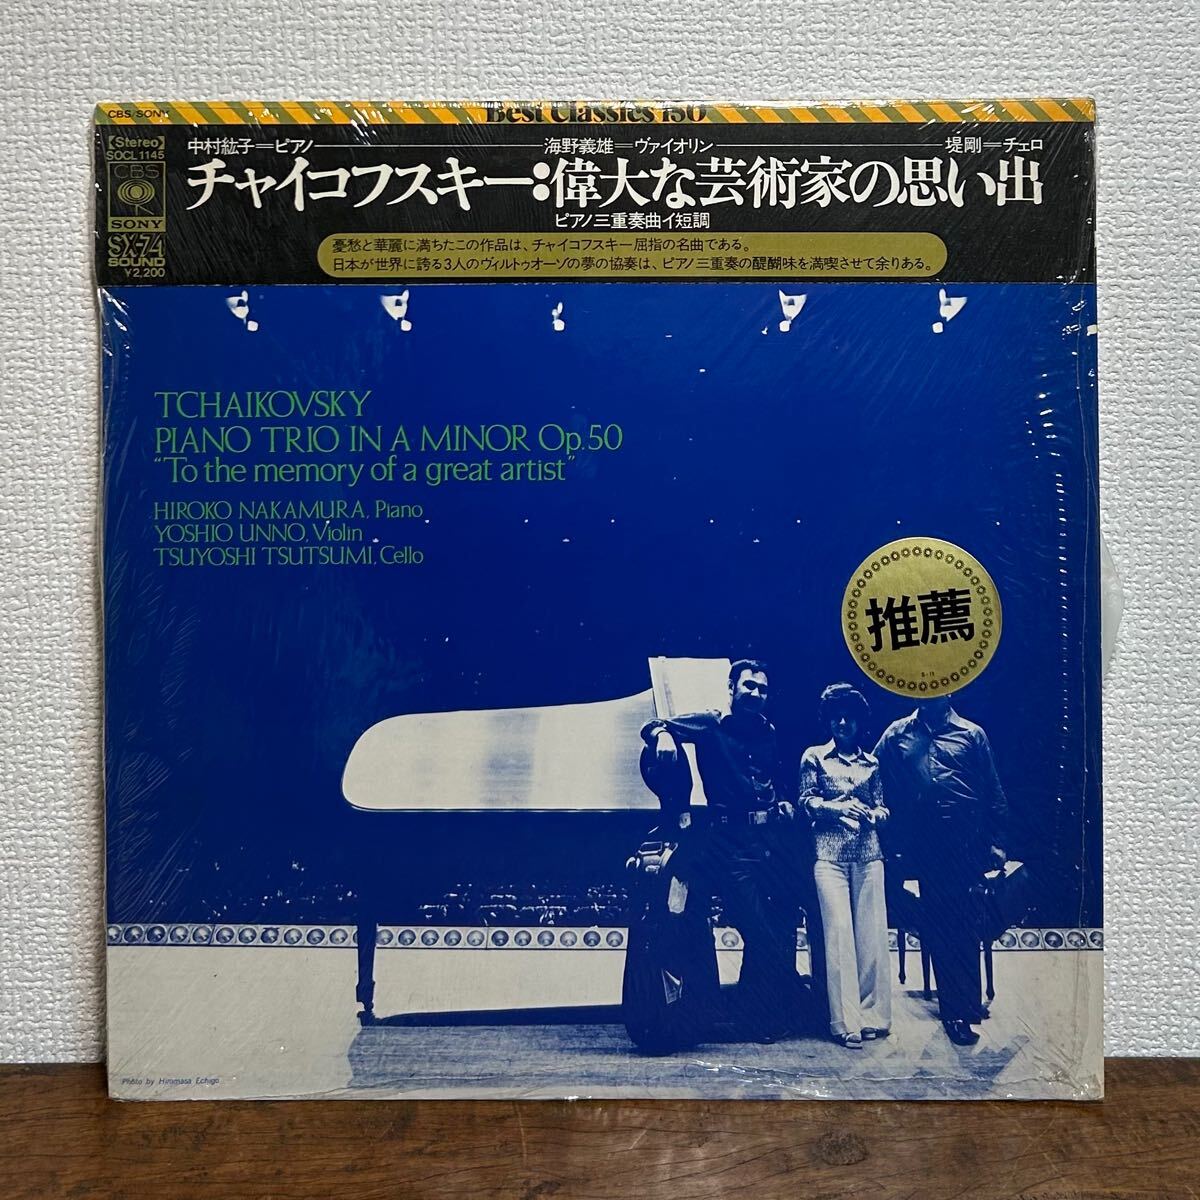 Best Classics 150
CBS/SONY
【Stereo】
SOCL 1145
CBS
SONY
SX-74
SOUND
¥2,200
中村紘子=ピアノ 海野義雄=ヴァイオリン 堤剛=チェロ
チャイコフスキー:偉大な芸術家の思い出
ピアノ三重奏曲イ短調
憂愁と華麗に満ちたこの作品は、チャイコフスキー屈指の名曲である。
日本が世界に誇る3人のヴィルトゥオーゾの夢の協奏は、ピアノ三重奏の醍醐味を満喫させて余りある。
TCHAIKOVSKY
PIANO TRIO IN A MINOR Op.50
"To the memory of a great artist"
HIROKO NAKAMURA, Piano
YOSHIO UNNO, Violin
TSUYOSHI TSUTSUMI, Cello
推薦
S-11
Photo by Hiromasa Echigo